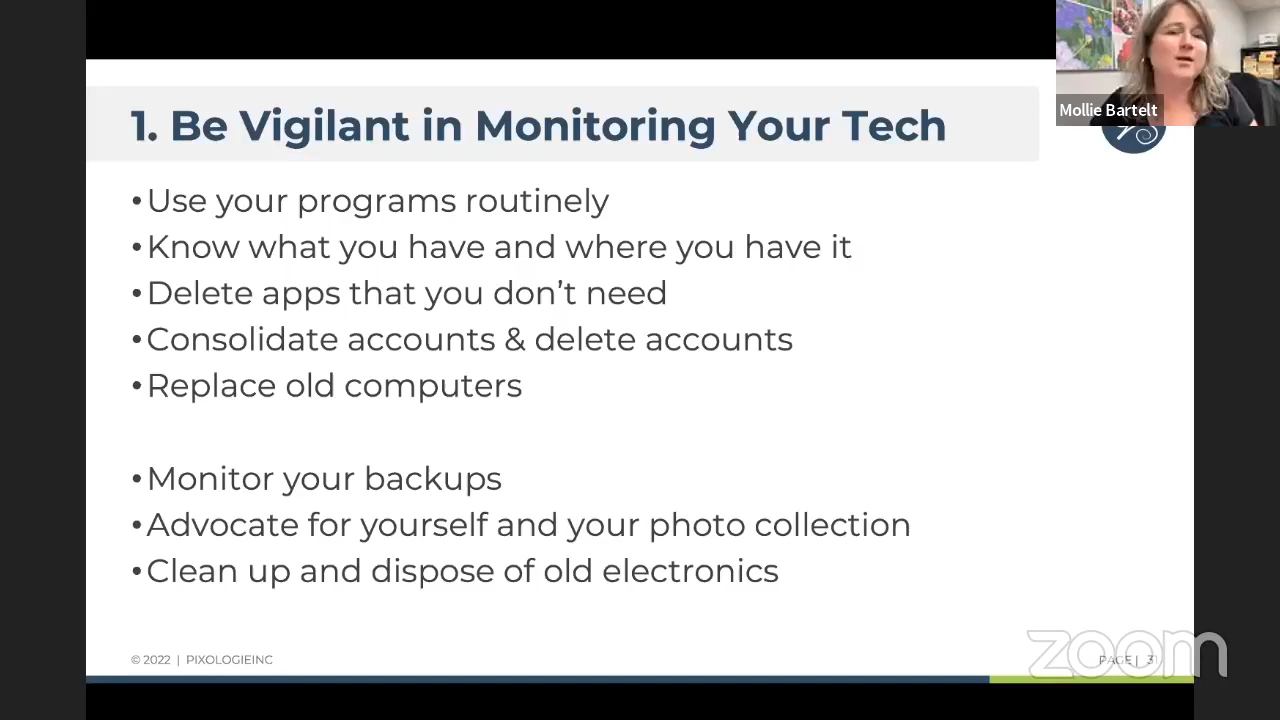 1. Be Vigilant in Monitoring Your Tech
Mollie Bartelt
•Use your programs routinely
•Know what you have and where you have it
•Delete apps that you don’t need
•Consolidate accounts & delete accounts
•Replace old computers
•Monitor your backups
•Advocate for yourself and your photo collection
•Clean up and dispose of old electronics
© 2022 | PIXOLOGIEINC
PAGE | 31
zoom